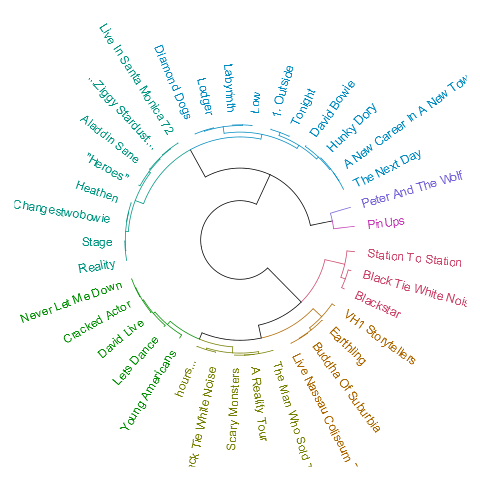 Live In Santa Monica 72
Diamond Dogs
Lodger
Labyrinth
Low
1. Outside
Tonight
David Bowie
Hunky Dory
A New Career In A New Tow
The Next Day
Peter And The Wolf
Pin Ups
Station To Station
Black Tie White Nois
Blackstar
VH1 Storytellers
Earthling
Buddha Of Suburbia
Live Nassau Coliseum
The Man Who Sold
A Reality Tour
Scary Monsters
ck Tie White Noise
hours...
Young Americans
Lets Dance
David Live
Cracked Actor
Never Let Me Down
Reality
Stage
Changestwobowie
Heathen
"Heroes"
Aladdin Sane
...Ziggy Stardust...